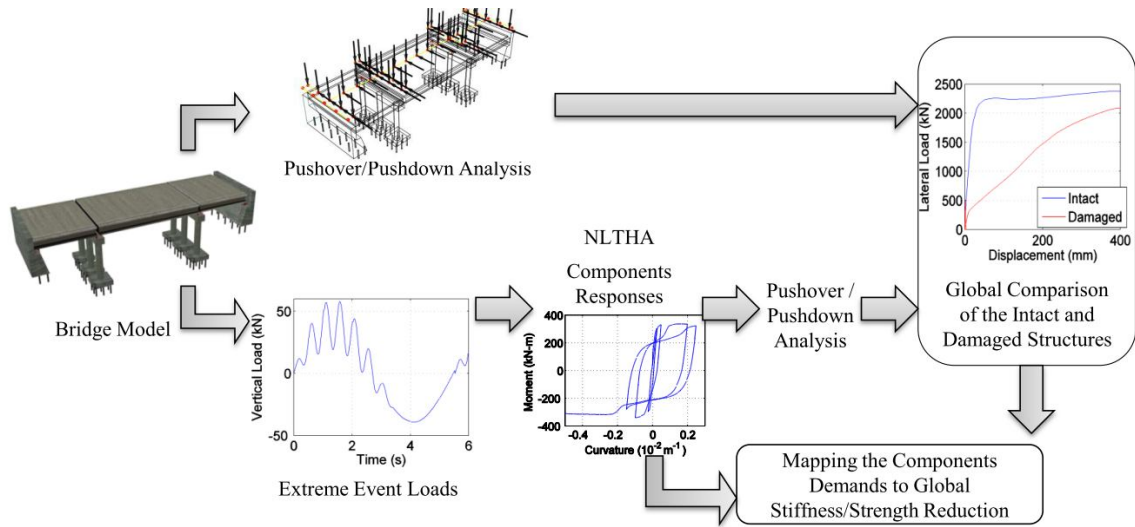 Pushover/Pushdown Analysis
Bridge Model
50
0
-50
0
2
4
6
Vertical Load (kN)
Time (s)
Extreme Event Loads
NLTHA
Components
Responses
400
200
0
-200
-400
-0.4
-0.2
0
0.2
Moment (kN-m)
Curvature (10⁻² m⁻¹)
Pushover /
Pushdown
Analysis
2500
2000
1500
1000
500
0
0
200
400
Lateral Load (kN)
Intact
Damaged
Displacement (mm)
Global Comparison
of the Intact and
Damaged Structures
Mapping the Components
Demands to Global
Stiffness/Strength Reduction